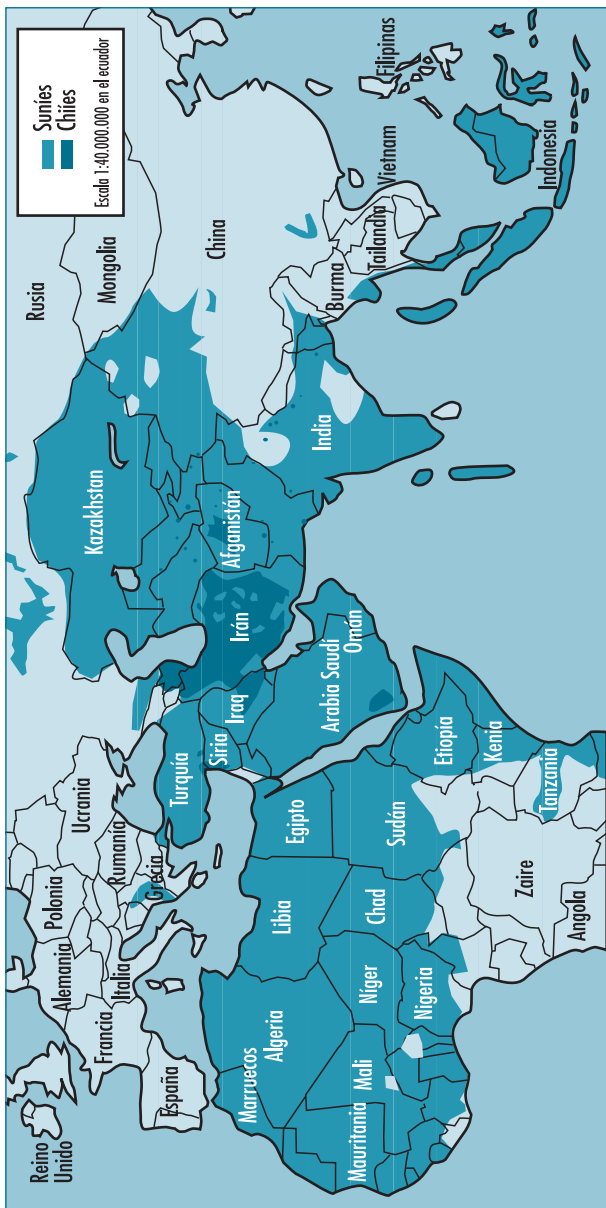 Suníes
Chiíes
Escala 1:40.000.000 en el ecuador
Reino
Unido
Francia
España
Alemania
Italia
Polonia
Ucrania
Rumanía
Grecia
Rusia
Mongolia
China
Kazakhstan
Turquía
Siria
Iraq
Irán
Afganistán
Arabia Saudí
Omán
India
Burma
Tailandia
Vietnam
Filipinas
Indonesia
Marruecos
Algeria
Libia
Egipto
Mauritania
Mali
Níger
Chad
Sudán
Nigeria
Etiopía
Kenia
Tanzania
Zaire
Angola